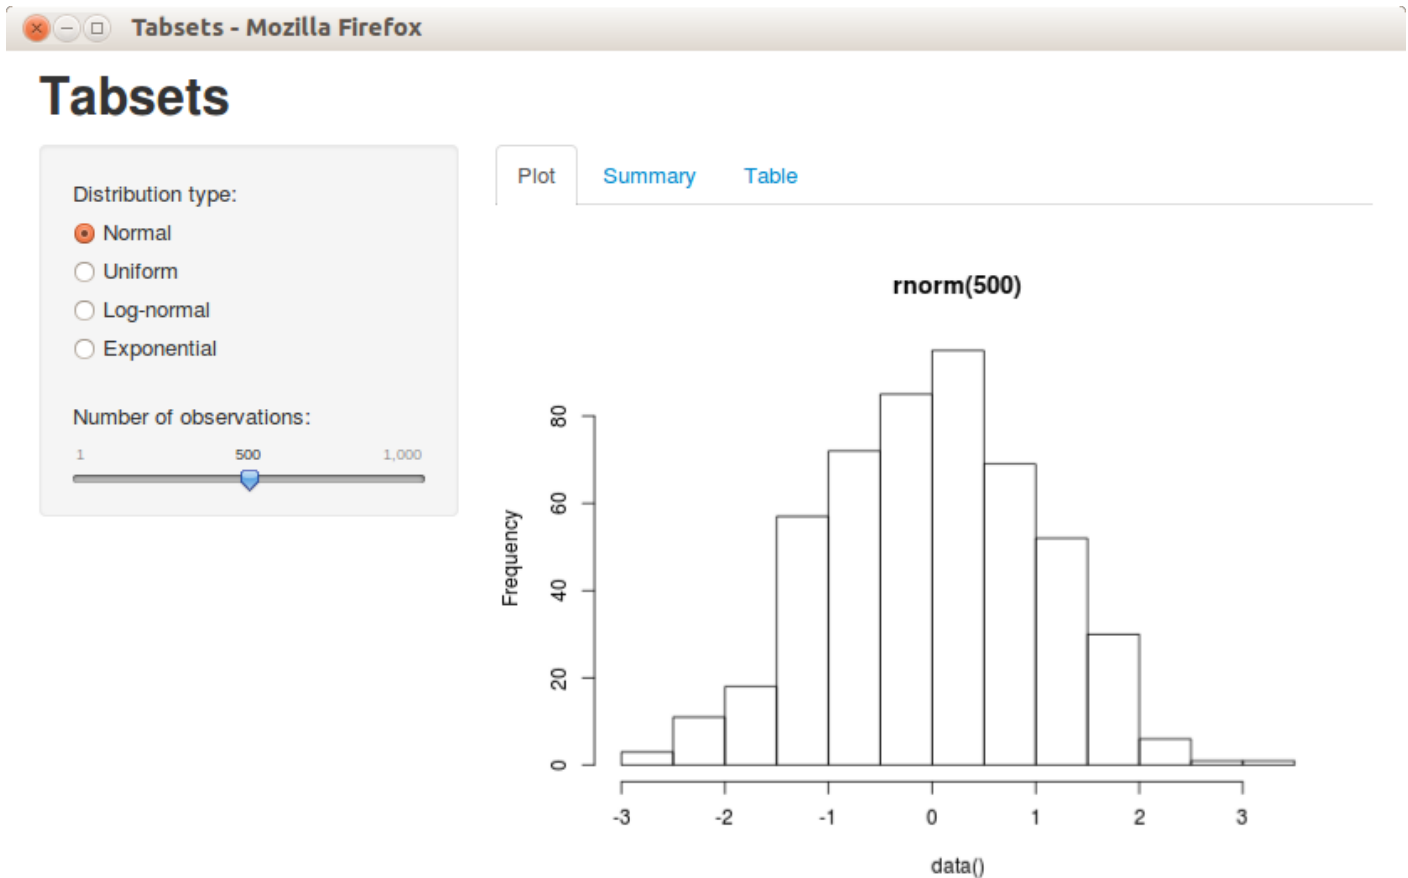 Tabsets - Mozilla Firefox
Tabsets
Distribution type:
Normal
Uniform
Log-normal
Exponential
Number of observations:
1 500 1,000
Plot Summary Table
rnorm(500)
Frequency
80
60
40
20
0
-3 -2 -1 0 1 2 3
data()